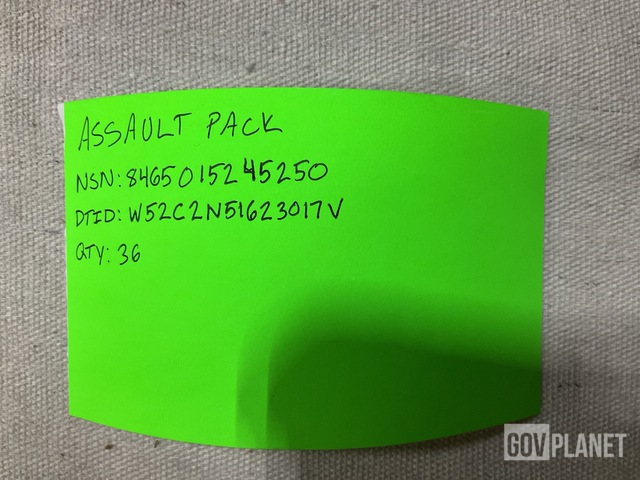 ASSAULT PACK
NSN: 8465015245250
DTID: W52C2N51623017V
QTY: 36
GOVPLANET